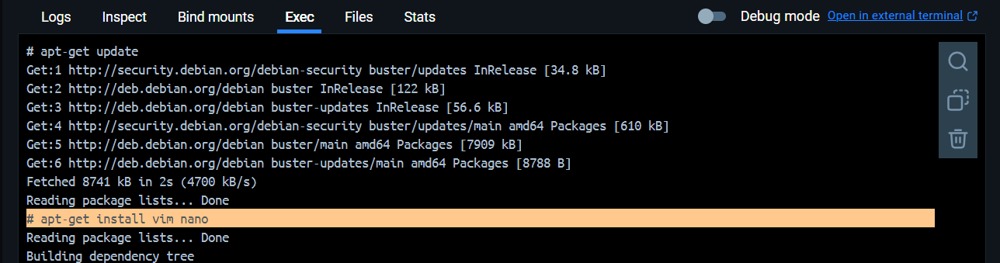 Logs Inspect Bind mounts Exec Files Stats Debug mode Open in external terminal
# apt-get update
Get:1 http://security.debian.org/debian-security buster/updates InRelease [34.8 kB]
Get:2 http://deb.debian.org/debian buster InRelease [122 kB]
Get:3 http://deb.debian.org/debian buster-updates InRelease [56.6 kB]
Get:4 http://security.debian.org/debian-security buster/updates/main amd64 Packages [610 kB]
Get:5 http://deb.debian.org/debian buster/main amd64 Packages [7909 kB]
Get:6 http://deb.debian.org/debian buster-updates/main amd64 Packages [8788 B]
Fetched 8741 kB in 2s (4700 kB/s)
Reading package lists... Done
# apt-get install vim nano
Reading package lists... Done
Building dependency tree